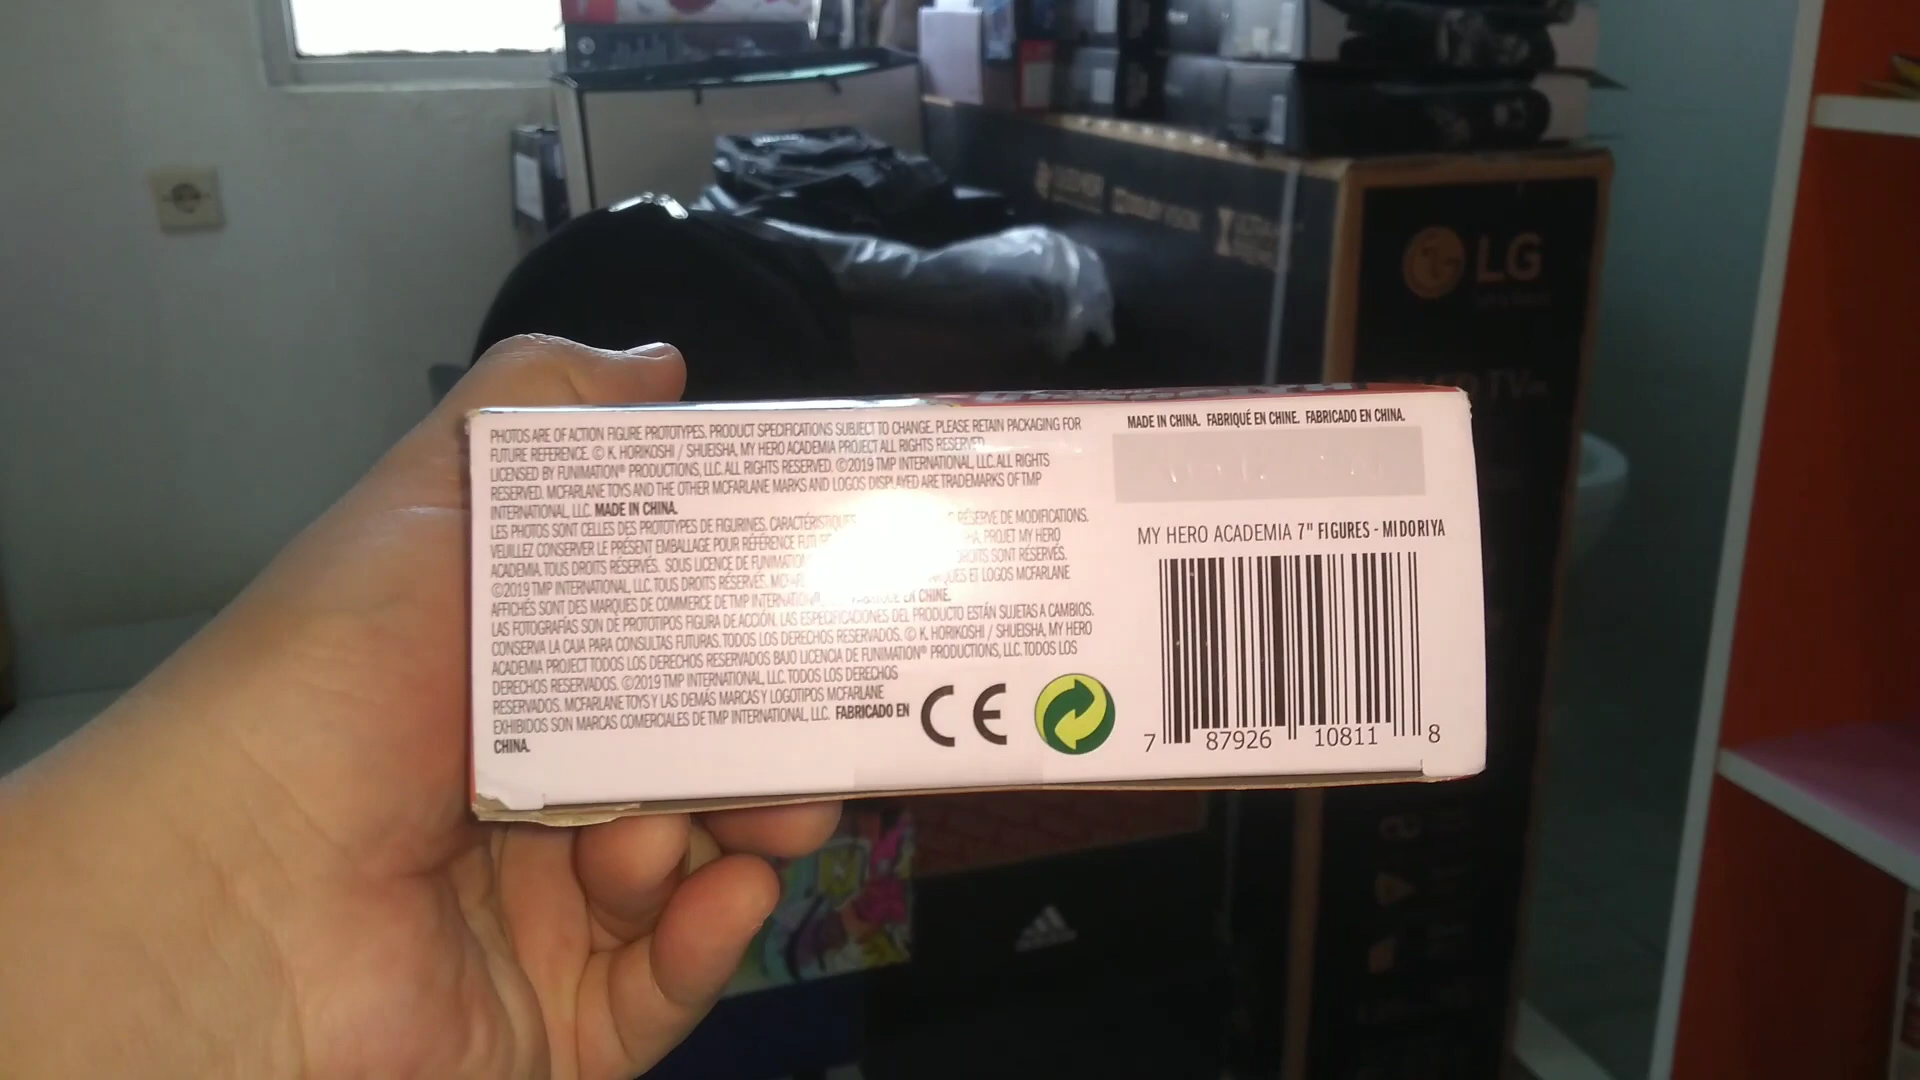 LG
PHOTOS ARE OF ACTION FIGURE PROTOTYPES. PRODUCT SPECIFICATIONS SUBJECT TO CHANGE. PLEASE RETAIN PACKAGING FOR
FUTURE REFERENCE. © K. HORIKOSHI / SHUEISHA, MY HERO ACADEMIA PROJECT ALL RIGHTS RESERVED
LICENSED BY FUNIMATION® PRODUCTIONS, LLC. ALL RIGHTS RESERVED. ©2019 TMP INTERNATIONAL, LLC. ALL RIGHTS
RESERVED. MCFARLANE TOYS AND THE OTHER MCFARLANE MARKS AND LOGOS DISPLAYED ARE TRADEMARKS OF TMP
INTERNATIONAL, LLC. MADE IN CHINA.
LES PHOTOS SONT CELLES DES PROTOTYPES DE FIGURINES. RÉSERVE DE MODIFICATIONS.
VEUILLEZ CONSERVER LE PRÉSENT EMBALLAGE POUR RÉFÉRENCE PROJET MY HERO
ACADEMIA. TOUS DROITS RÉSERVÉS. SOUS LICENCE DE DROITS SONT RÉSERVÉS.
©2019 TMP INTERNATIONAL, LLC. TOUS DROITS RÉSERVÉS. ET LOGOS MCFARLANE
AFFICHÉS SONT DES MARQUES DE COMMERCE DE TMP EN CHINE.
LAS FOTOGRAFÍAS SON DE PROTOTIPOS FIGURA DE ACCIÓN. LAS ESPECIFICACIONES DEL PRODUCTO ESTÁN SUJETAS A CAMBIOS.
CONSERVA LA CAJA PARA CONSULTAS FUTURAS. TODOS LOS DERECHOS RESERVADOS. © K. HORIKOSHI / SHUEISHA, MY HERO
ACADEMIA PROJECT TODOS LOS DERECHOS RESERVADOS BAJO LICENCIA DE FUNIMATION® PRODUCTIONS, LLC. TODOS LOS
DERECHOS RESERVADOS. ©2019 TMP INTERNATIONAL, LLC. TODOS LOS DERECHOS
RESERVADOS. MCFARLANE TOYS Y LAS DEMÁS MARCAS Y LOGOTIPOS MCFARLANE
EXHIBIDOS SON MARCAS COMERCIALES DE TMP INTERNATIONAL, LLC. FABRICADO EN
CHINA.
CE
MADE IN CHINA. FABRIQUÉ EN CHINE. FABRICADO EN CHINA.
MY HERO ACADEMIA 7" FIGURES - MIDORIYA
7 87926 10811 8